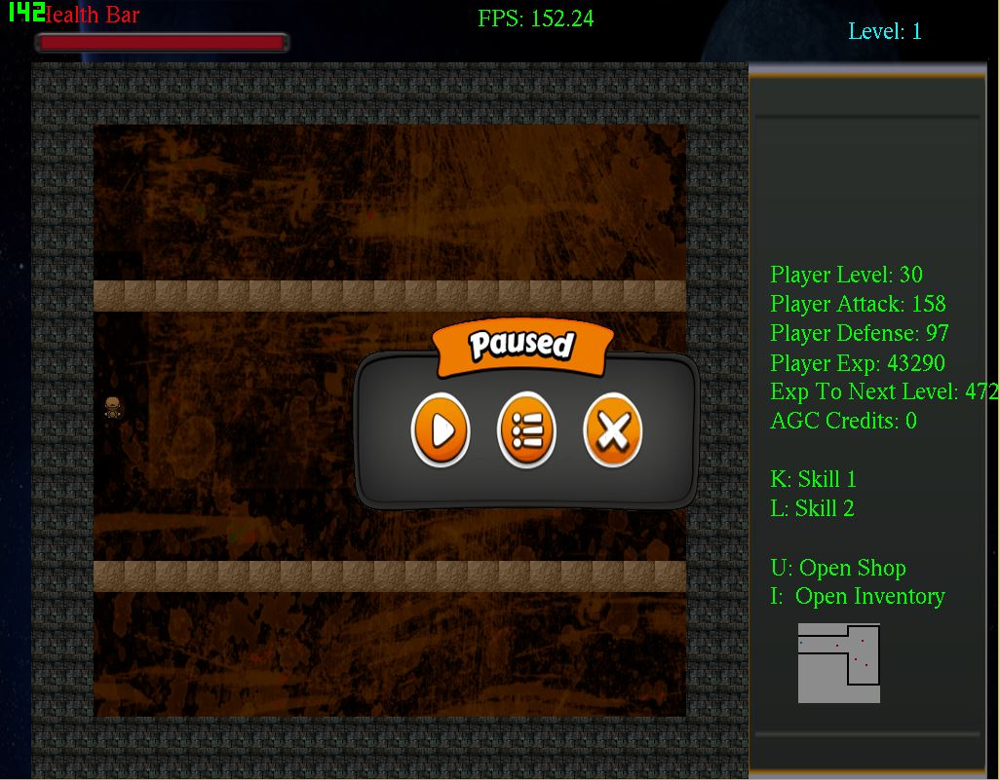 142
Health Bar
FPS: 152.24
Level: 1
Paused
Player Level: 30
Player Attack: 158
Player Defense: 97
Player Exp: 43290
Exp To Next Level: 472
AGC Credits: 0
K: Skill 1
L: Skill 2
U: Open Shop
I: Open Inventory